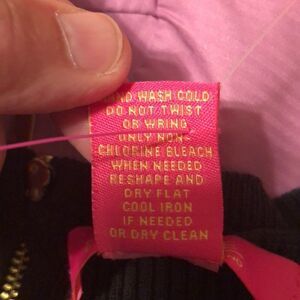 HAND WASH COLD
DO NOT TWIST
OR WRING
ONLY NON-
CHLORINE BLEACH
WHEN NEEDED
RESHAPE AND
DRY FLAT
COOL IRON
IF NEEDED
OR DRY CLEAN